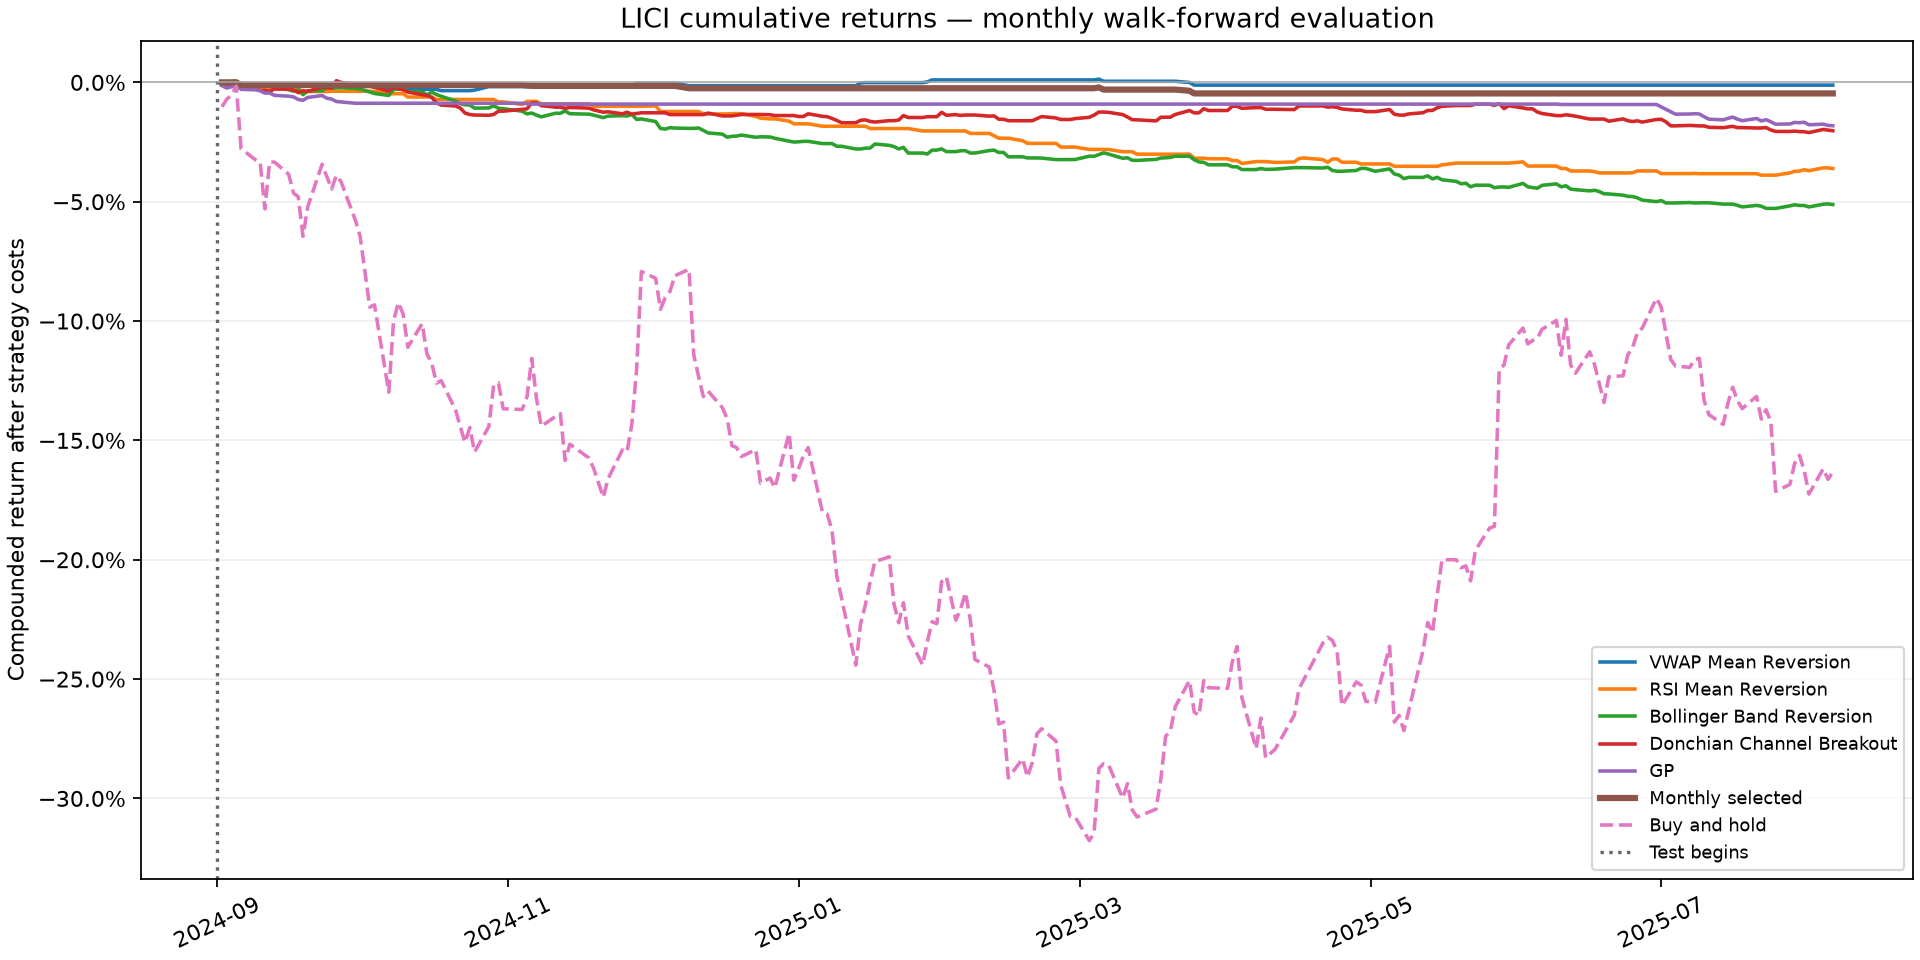 LICI cumulative returns — monthly walk-forward evaluation
Compounded return after strategy costs
0.0%
−5.0%
−10.0%
−15.0%
−20.0%
−25.0%
−30.0%
2024-09
2024-11
2025-01
2025-03
2025-05
2025-07
VWAP Mean Reversion
RSI Mean Reversion
Bollinger Band Reversion
Donchian Channel Breakout
GP
Monthly selected
Buy and hold
Test begins